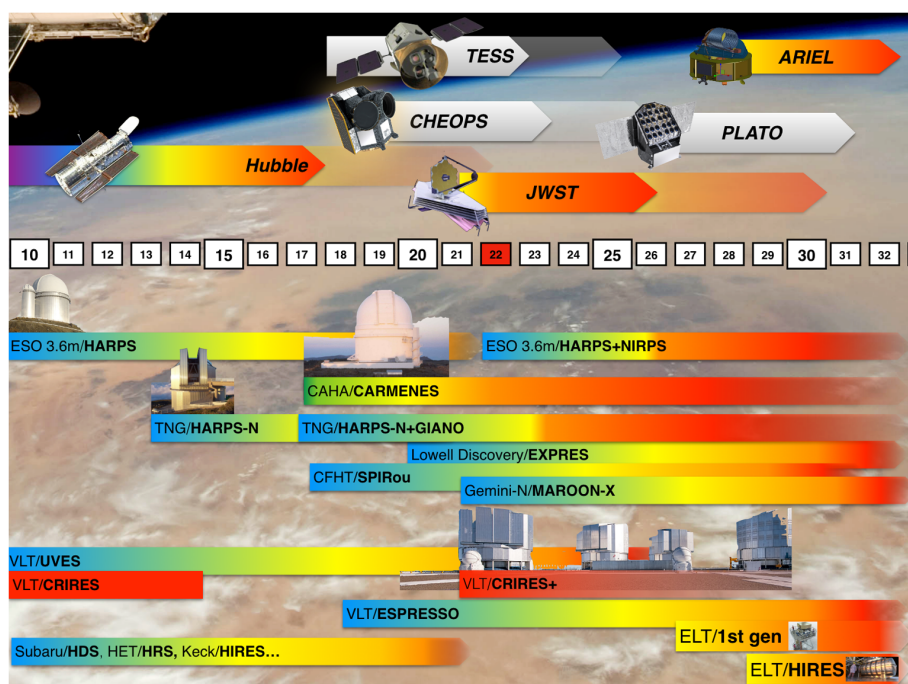 TESS
ARIEL
CHEOPS
PLATO
Hubble
JWST
10 11 12 13 14 15 16 17 18 19 20 21 22 23 24 25 26 27 28 29 30 31 32
ESO 3.6m/HARPS
ESO 3.6m/HARPS+NIRPS
CAHA/CARMENES
TNG/HARPS-N
TNG/HARPS-N+GIANO
Lowell Discovery/EXPRES
CFHT/SPIRou
Gemini-N/MAROON-X
VLT/UVES
VLT/CRIRES
VLT/CRIRES+
VLT/ESPRESSO
ELT/1st gen
Subaru/HDS, HET/HRS, Keck/HIRES...
ELT/HIRES